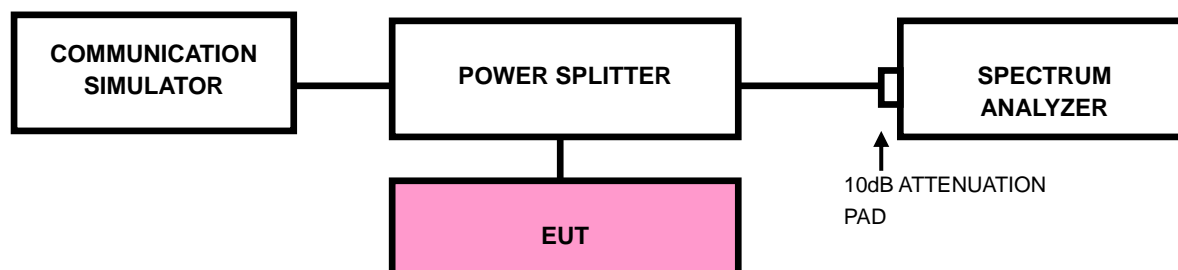 COMMUNICATION
SIMULATOR
POWER SPLITTER
SPECTRUM
ANALYZER
10dB ATTENUATION
PAD
EUT